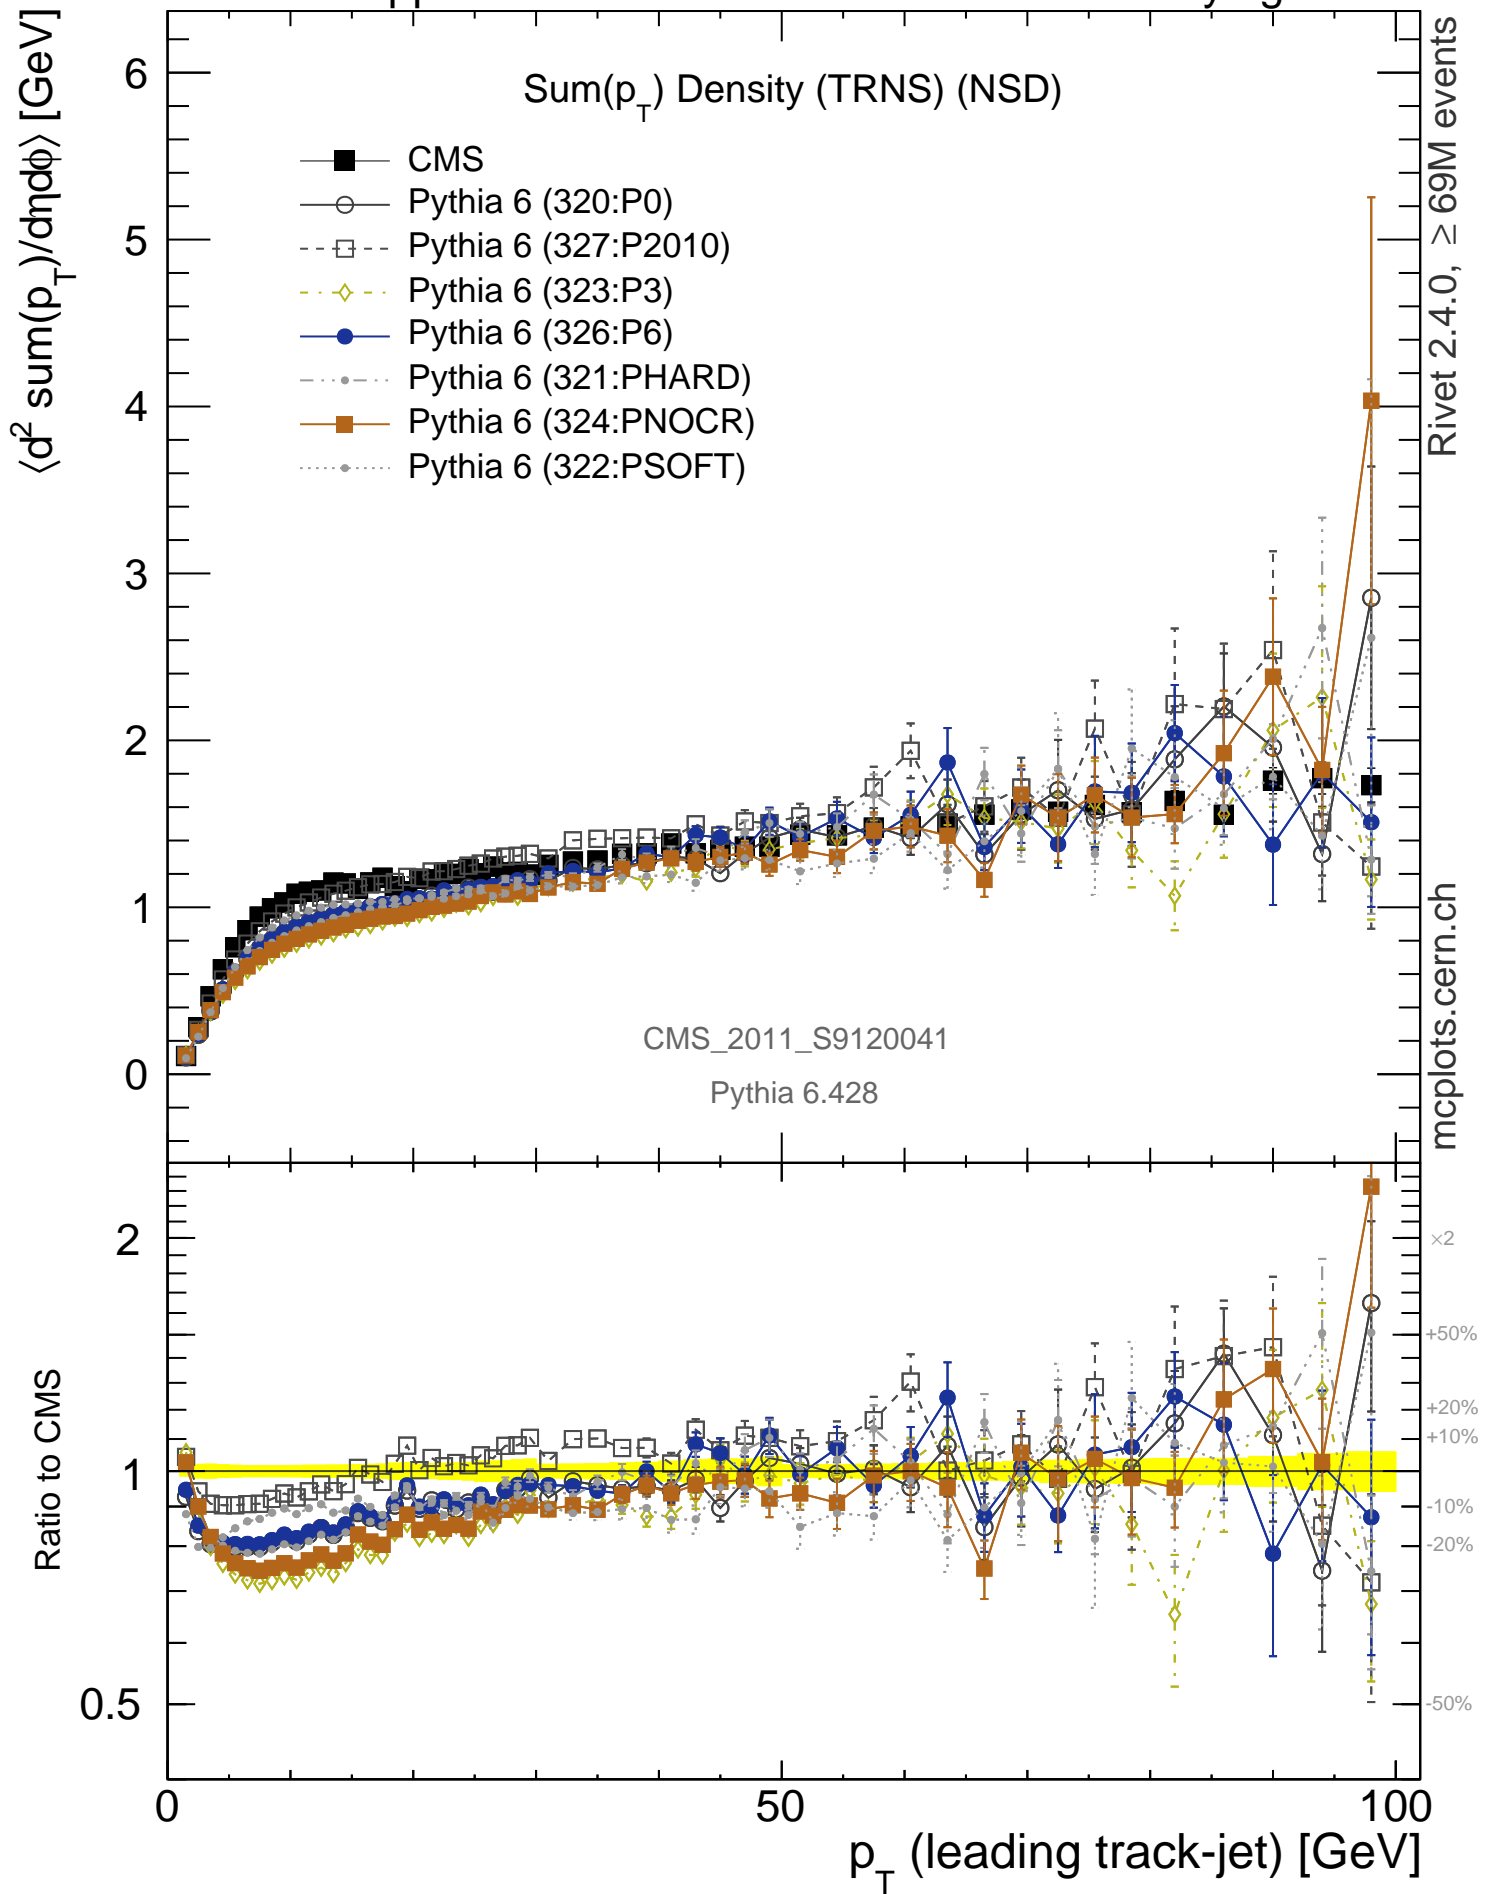 Sum(p_T) Density (TRNS) (NSD)
⟨d² sum(p_T)/dηdϕ⟩ [GeV]
CMS
Pythia 6 (320:P0)
Pythia 6 (327:P2010)
Pythia 6 (323:P3)
Pythia 6 (326:P6)
Pythia 6 (321:PHARD)
Pythia 6 (324:PNOCR)
Pythia 6 (322:PSOFT)
6
5
4
3
2
1
0
CMS_2011_S9120041
Pythia 6.428
Rivet 2.4.0, ≥ 69M events
mcplots.cern.ch
Ratio to CMS
2
1
0.5
×2
+50%
+20%
+10%
-10%
-20%
-50%
0
50
100
p_T (leading track-jet) [GeV]